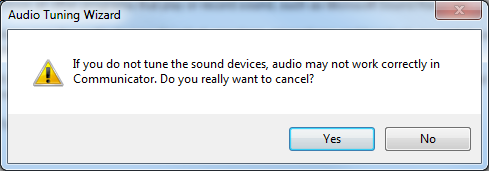 Audio Tuning Wizard
If you do not tune the sound devices, audio may not work correctly in
Communicator. Do you really want to cancel?
Yes
No